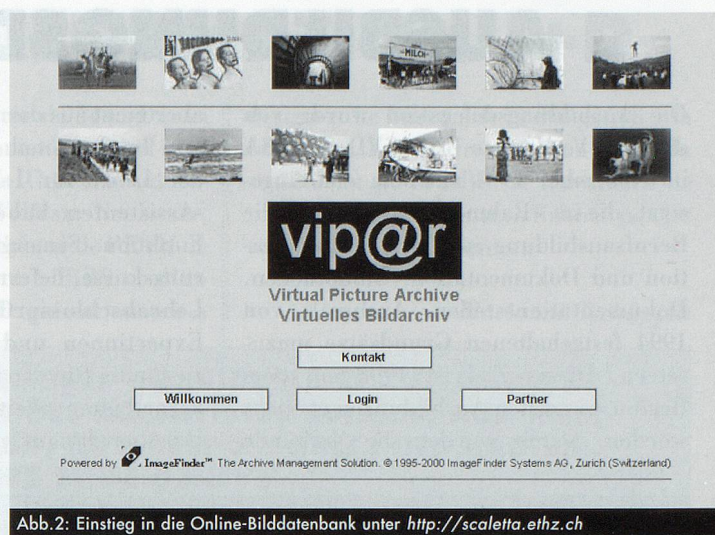 MILCH
vip@r
Virtual Picture Archive
Virtuelles Bildarchiv
Kontakt
Willkommen
Login
Partner
Powered by ImageFinder™ The Archive Management Solution. © 1995-2000 ImageFinder Systems AG, Zurich (Switzerland)
Abb.2: Einstieg in die Online-Bilddatenbank unter http://scaletta.ethz.ch